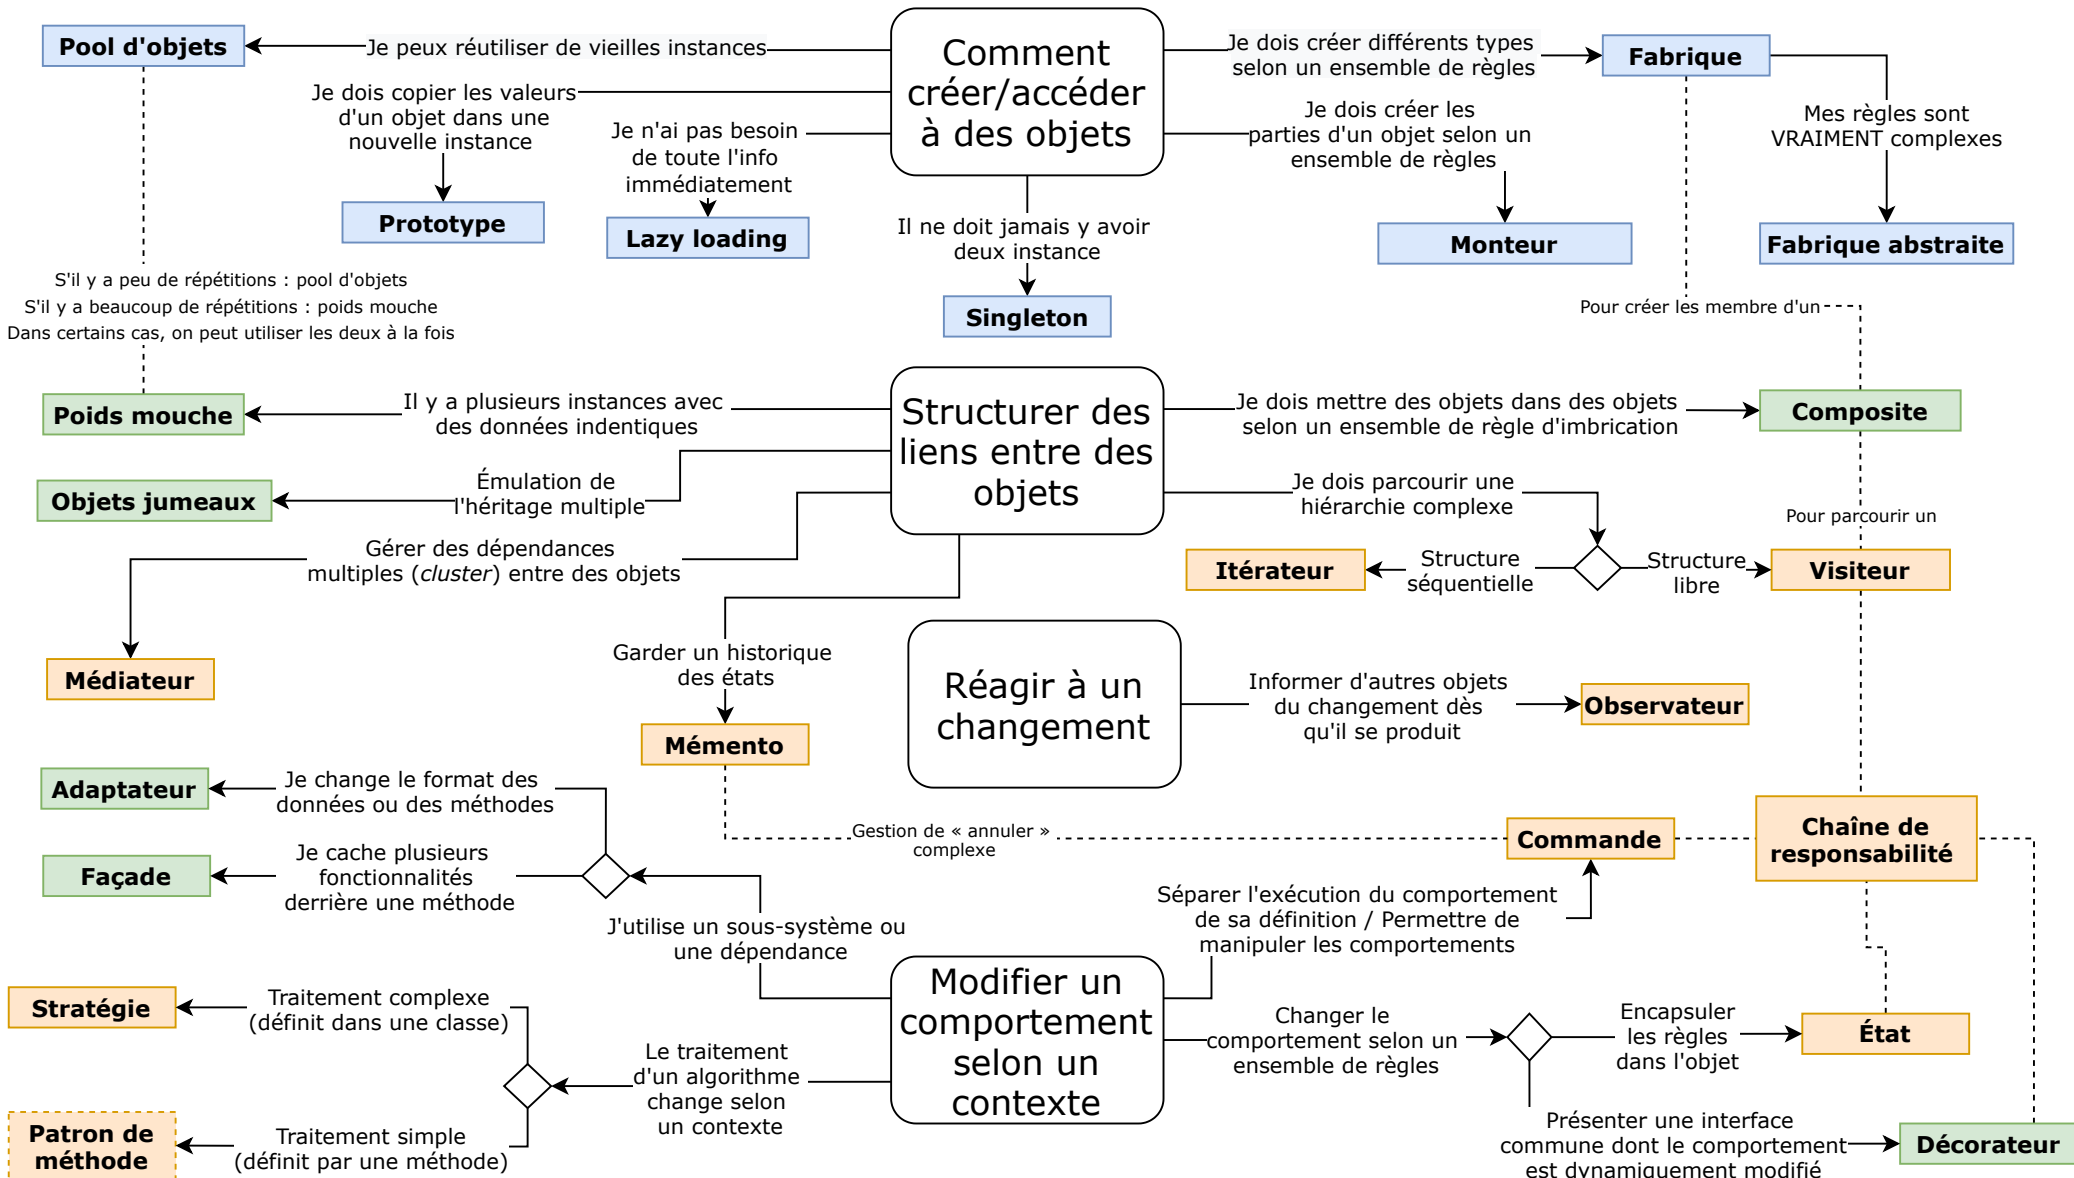 Pool d'objets
Je peux réutiliser de vieilles instances
Comment
créer/accéder
à des objets
Je dois créer différents types
selon un ensemble de règles
Fabrique
Je dois copier les valeurs
d'un objet dans une
nouvelle instance
Je n'ai pas besoin
de toute l'info
immédiatement
Je dois créer les
parties d'un objet selon un
ensemble de règles
Mes règles sont
VRAIMENT complexes
Prototype
Lazy loading
Il ne doit jamais y avoir
deux instance
Monteur
Fabrique abstraite
S'il y a peu de répétitions : pool d'objets
S'il y a beaucoup de répétitions : poids mouche
Dans certains cas, on peut utiliser les deux à la fois
Singleton
Pour créer les membre d'un
Poids mouche
Il y a plusieurs instances avec
des données indentiques
Structurer des
liens entre des
objets
Je dois mettre des objets dans des objets
selon un ensemble de règle d'imbrication
Composite
Objets jumeaux
Émulation de
l'héritage multiple
Je dois parcourir une
hiérarchie complexe
Pour parcourir un
Gérer des dépendances
multiples (cluster) entre des objets
Itérateur
Structure
séquentielle
Structure
libre
Visiteur
Médiateur
Garder un historique
des états
Réagir à un
changement
Informer d'autres objets
du changement dès
qu'il se produit
Observateur
Mémento
Adaptateur
Je change le format des
données ou des méthodes
Gestion de « annuler »
complexe
Commande
Chaîne de
responsabilité
Façade
Je cache plusieurs
fonctionnalités
derrière une méthode
J'utilise un sous-système ou
une dépendance
Séparer l'exécution du comportement
de sa définition / Permettre de
manipuler les comportements
Stratégie
Traitement complexe
(définit dans une classe)
Modifier un
comportement
selon un
contexte
Changer le
comportement selon un
ensemble de règles
Encapsuler
les règles
dans l'objet
État
Le traitement
d'un algorithme
change selon
un contexte
Patron de
méthode
Traitement simple
(définit par une méthode)
Présenter une interface
commune dont le comportement
est dynamiquement modifié
Décorateur